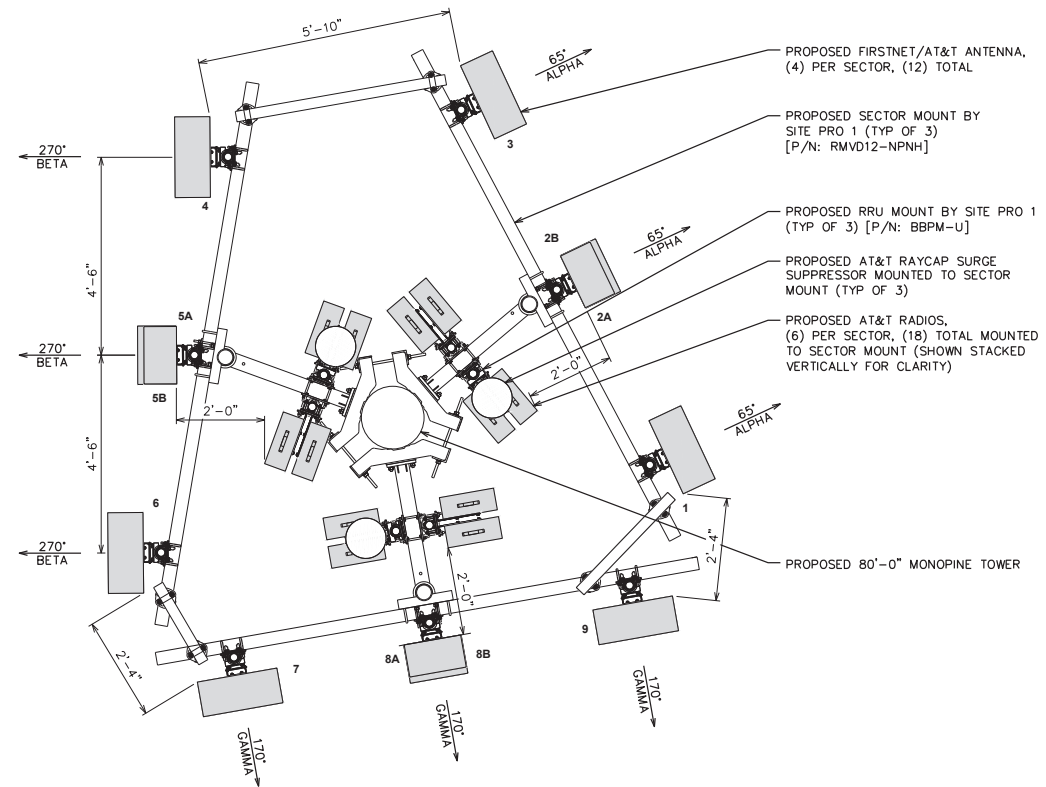 5'-10"
65°
ALPHA
PROPOSED FIRSTNET/AT&T ANTENNA,
(4) PER SECTOR, (12) TOTAL
3
PROPOSED SECTOR MOUNT BY
SITE PRO 1 (TYP OF 3)
[P/N: RMVD12-NPNH]
270°
BETA
4
PROPOSED RRU MOUNT BY SITE PRO 1
(TYP OF 3) [P/N: BBPM-U]
2B
65°
ALPHA
4'-6"
PROPOSED AT&T RAYCAP SURGE
SUPPRESSOR MOUNTED TO SECTOR
MOUNT (TYP OF 3)
5A
2A
PROPOSED AT&T RADIOS,
(6) PER SECTOR, (18) TOTAL MOUNTED
TO SECTOR MOUNT (SHOWN STACKED
VERTICALLY FOR CLARITY)
270°
BETA
2'-0"
5B
2'-0"
65°
ALPHA
4'-6"
6
1
270°
BETA
2'-4"
PROPOSED 80'-0" MONOPINE TOWER
2'-0"
9
2'-4"
7
8A
8B
170°
GAMMA
170°
GAMMA
170°
GAMMA